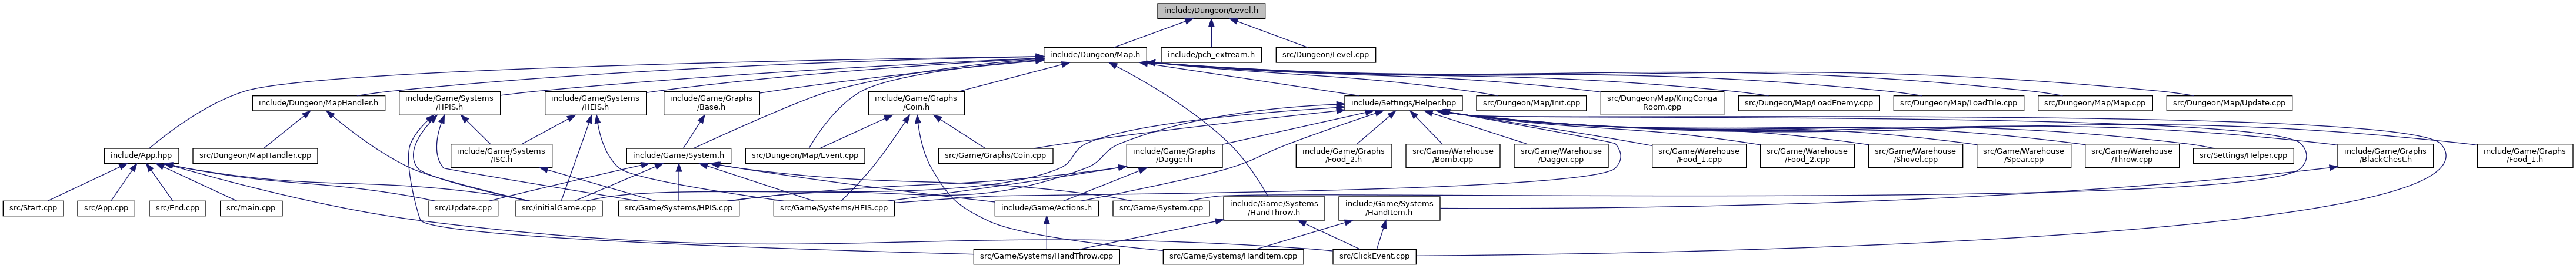 include/Dungeon/Level.h
include/Dungeon/Map.h
include/pch_extream.h
src/Dungeon/Level.cpp
include/Dungeon/MapHandler.h
include/Game/Systems
/HPIS.h
include/Game/Systems
/HEIS.h
include/Game/Graphs
/Base.h
include/Game/Graphs
/Coin.h
include/Settings/Helper.hpp
src/Dungeon/Map/Init.cpp
src/Dungeon/Map/KingConga
Room.cpp
src/Dungeon/Map/LoadEnemy.cpp
src/Dungeon/Map/LoadTile.cpp
src/Dungeon/Map/Map.cpp
src/Dungeon/Map/Update.cpp
include/App.hpp
src/Dungeon/MapHandler.cpp
include/Game/Systems
/ISC.h
include/Game/System.h
src/Dungeon/Map/Event.cpp
src/Game/Graphs/Coin.cpp
include/Game/Graphs
/Dagger.h
include/Game/Graphs
/Food_2.h
src/Game/Warehouse
/Bomb.cpp
src/Game/Warehouse
/Dagger.cpp
src/Game/Warehouse
/Food_1.cpp
src/Game/Warehouse
/Food_2.cpp
src/Game/Warehouse
/Shovel.cpp
src/Game/Warehouse
/Spear.cpp
src/Game/Warehouse
/Throw.cpp
src/Settings/Helper.cpp
include/Game/Graphs
/BlackChest.h
include/Game/Graphs
/Food_1.h
src/Start.cpp
src/App.cpp
src/End.cpp
src/main.cpp
src/Update.cpp
src/initialGame.cpp
src/Game/Systems/HPIS.cpp
src/Game/Systems/HEIS.cpp
include/Game/Actions.h
src/Game/System.cpp
include/Game/Systems
/HandThrow.h
include/Game/Systems
/HandItem.h
src/Game/Systems/HandThrow.cpp
src/Game/Systems/HandItem.cpp
src/ClickEvent.cpp